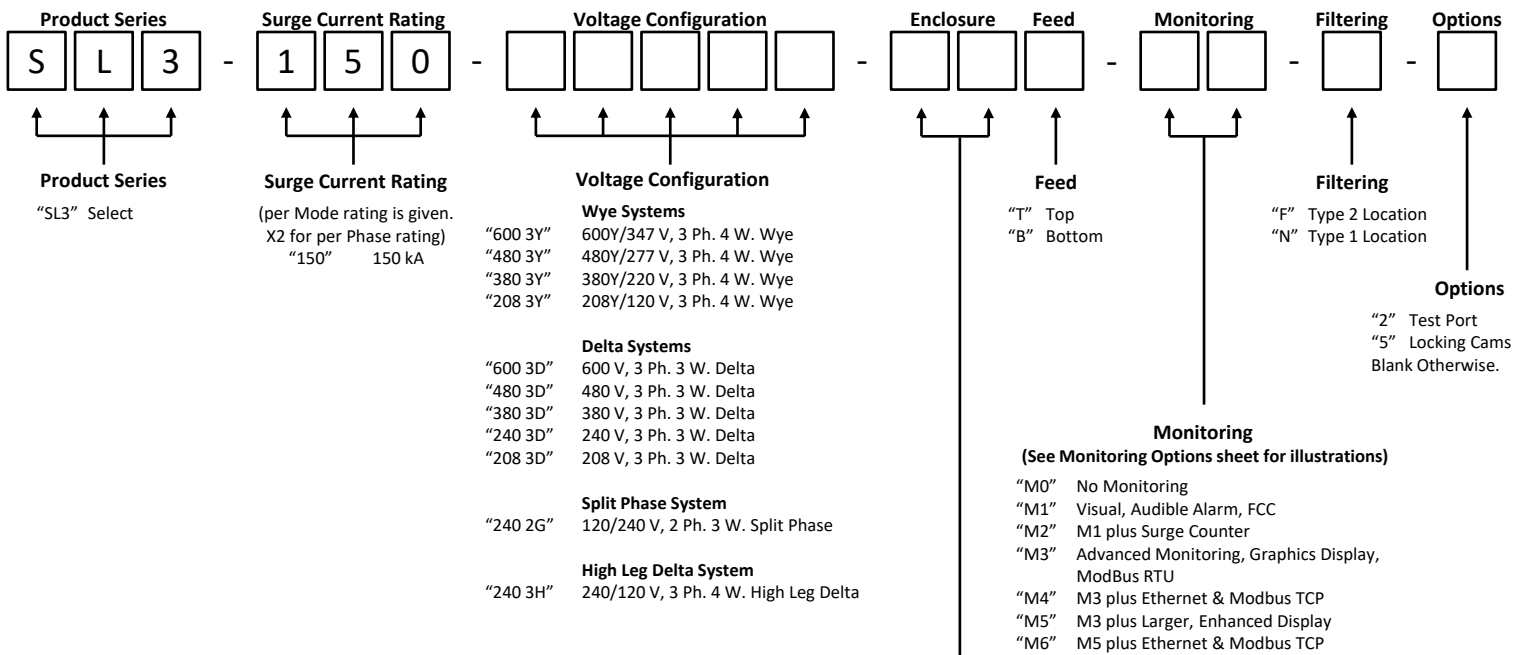 Product Series Surge Current Rating Voltage Configuration Enclosure Feed Monitoring Filtering Options
S L 3 - 1 5 0 - - - - -
Product Series
“SL3” Select
Surge Current Rating
(per Mode rating is given.
X2 for per Phase rating)
“150” 150 kA
Voltage Configuration
Wye Systems
“600 3Y” 600Y/347 V, 3 Ph. 4 W. Wye
“480 3Y” 480Y/277 V, 3 Ph. 4 W. Wye
“380 3Y” 380Y/220 V, 3 Ph. 4 W. Wye
“208 3Y” 208Y/120 V, 3 Ph. 4 W. Wye
Delta Systems
“600 3D” 600 V, 3 Ph. 3 W. Delta
“480 3D” 480 V, 3 Ph. 3 W. Delta
“380 3D” 380 V, 3 Ph. 3 W. Delta
“240 3D” 240 V, 3 Ph. 3 W. Delta
“208 3D” 208 V, 3 Ph. 3 W. Delta
Split Phase System
“240 2G” 120/240 V, 2 Ph. 3 W. Split Phase
High Leg Delta System
“240 3H” 240/120 V, 3 Ph. 4 W. High Leg Delta
Feed
“T” Top
“B” Bottom
Filtering
“F” Type 2 Location
“N” Type 1 Location
Options
“2” Test Port
“5” Locking Cams
Blank Otherwise.
Monitoring
(See Monitoring Options sheet for illustrations)
“M0” No Monitoring
“M1” Visual, Audible Alarm, FCC
“M2” M1 plus Surge Counter
“M3” Advanced Monitoring, Graphics Display,
ModBus RTU
“M4” M3 plus Ethernet & Modbus TCP
“M5” M3 plus Larger, Enhanced Display
“M6” M5 plus Ethernet & Modbus TCP